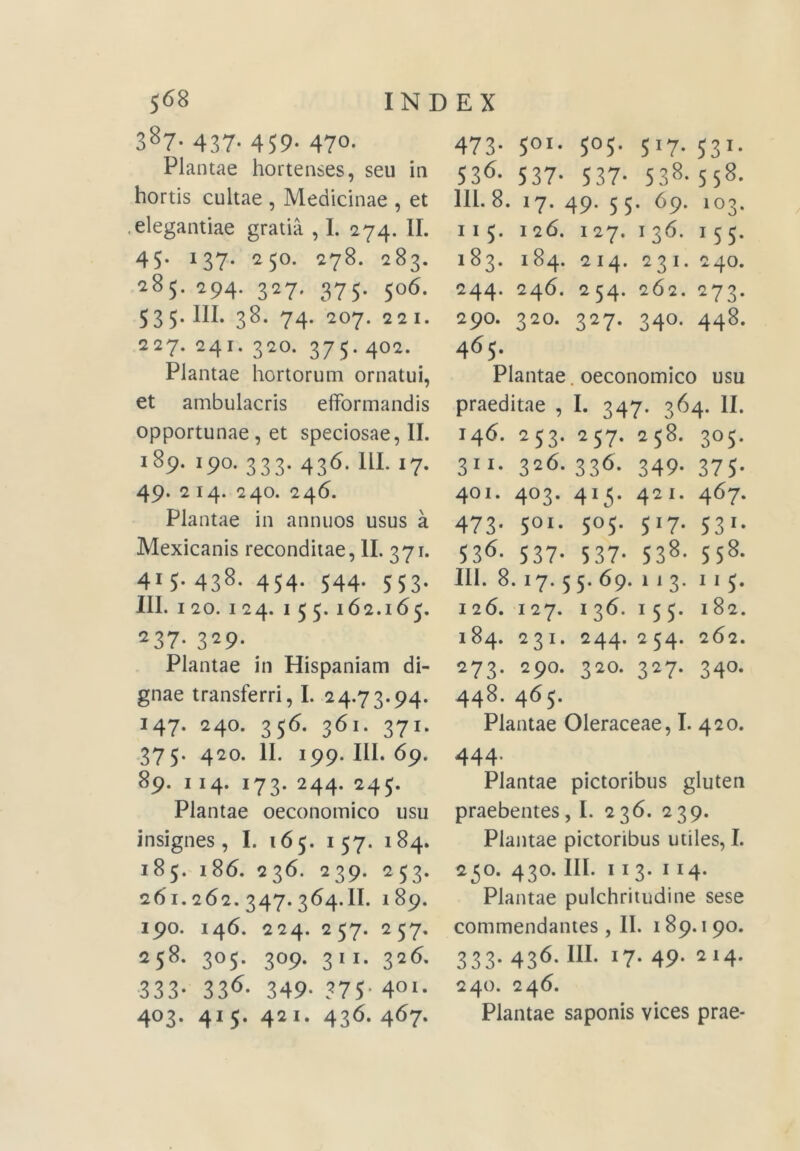 568 INDEX
387. 437. 459. 470.
Plantae hortenses, seu in
hortis cultae , Medicinae , et
elegantiae gratiâ , I. 274. II.
45. 137. 250. 278. 283.
285. 294. 327. 375. 506.
535. III. 38. 74. 207. 221.
227. 241. 320. 375. 402.
Plantae hortorum ornatui,
et ambulacris efformandis
opportunae, et speciosae, II.
189. 190. 333. 436. III. 17.
49. 214. 240. 246.
Plantae in annuos usus à
Mexicanis reconditae, II. 371.
415. 438. 454. 544. 553.
III. 120. 124. 155. 162. 165.
237. 329.
Plantae in Hispaniam di-
gnae transferri, I. 24. 73. 94.
147. 240. 356. 361. 371.
375. 420. II. 199. III. 69.
89. 114. 173. 244. 245.
Plantae oeconomico usu
insignes , I. 165. 157. 184.
185. 186. 236. 239. 253.
261. 262. 347. 364. II. 189.
190. 146. 224. 257. 257.
258. 305. 309. 311. 326.
333. 336. 349. 375. 401.
403. 415. 421. 436. 467.
473. 501. 505. 517. 531.
536. 537. 537. 538. 558.
III. 8. 17. 49. 55. 69. 103.
115. 126. 127. 136. 155.
183. 184. 214. 231. 240.
244. 246. 254. 262. 273.
290. 320. 327. 340. 448.
465.
Plantae oeconomico usu
praeditae , I. 347. 364. II.
146. 253. 257. 258. 305.
311. 326. 336. 349. 375.
401. 403. 415. 421. 467.
473. 501. 505. 517. 531.
536. 537. 537. 538. 558.
III. 8. 17. 55. 69. 113. 115.
126. 127. 136. 155. 182.
184. 231. 244. 254. 262.
273. 290. 320. 327. 340.
448. 465.
Plantae Oleraceae, I. 420.
444.
Plantae pictoribus gluten
praebentes, I. 236. 239.
Plantae pictoribus utiles, I.
250. 430. III. 113. 114.
Plantae pulchritudine sese
commendantes , II. 189. 190.
333. 436. III. 17. 49. 214.
240. 246.
Plantae saponis vices prae-